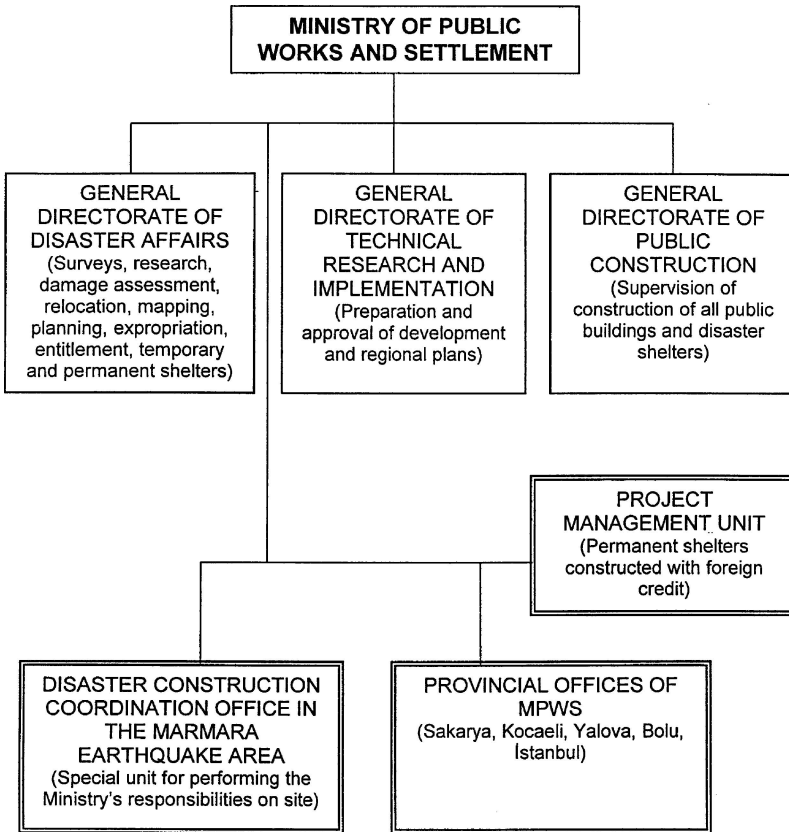 MINISTRY OF PUBLIC
WORKS AND SETTLEMENT
GENERAL
DIRECTORATE OF
DISASTER AFFAIRS
(Surveys, research,
damage assessment,
relocation, mapping,
planning, expropriation,
entitlement, temporary
and permanent shelters)
GENERAL
DIRECTORATE OF
TECHNICAL
RESEARCH AND
IMPLEMENTATION
(Preparation and
approval of development
and regional plans)
GENERAL
DIRECTORATE OF
PUBLIC
CONSTRUCTION
(Supervision of
construction of all public
buildings and disaster
shelters)
PROJECT
MANAGEMENT UNIT
(Permanent shelters
constructed with foreign
credit)
DISASTER CONSTRUCTION
COORDINATION OFFICE IN
THE MARMARA
EARTHQUAKE AREA
(Special unit for performing the
Ministry's responsibilities on site)
PROVINCIAL OFFICES OF
MPWS
(Sakarya, Kocaeli, Yalova, Bolu,
İstanbul)